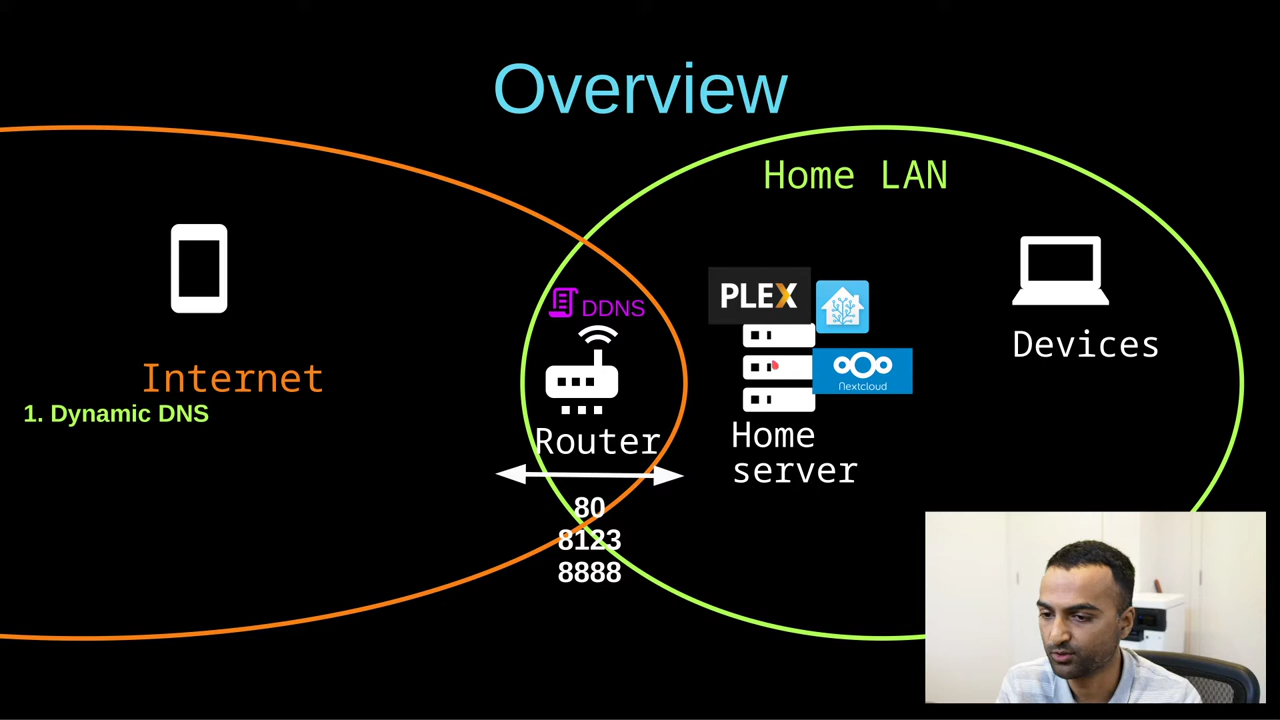 Overview
Home LAN
DDNS
PLEX
Nextcloud
Devices
Internet
1. Dynamic DNS
Router
Home
server
80
8123
8888